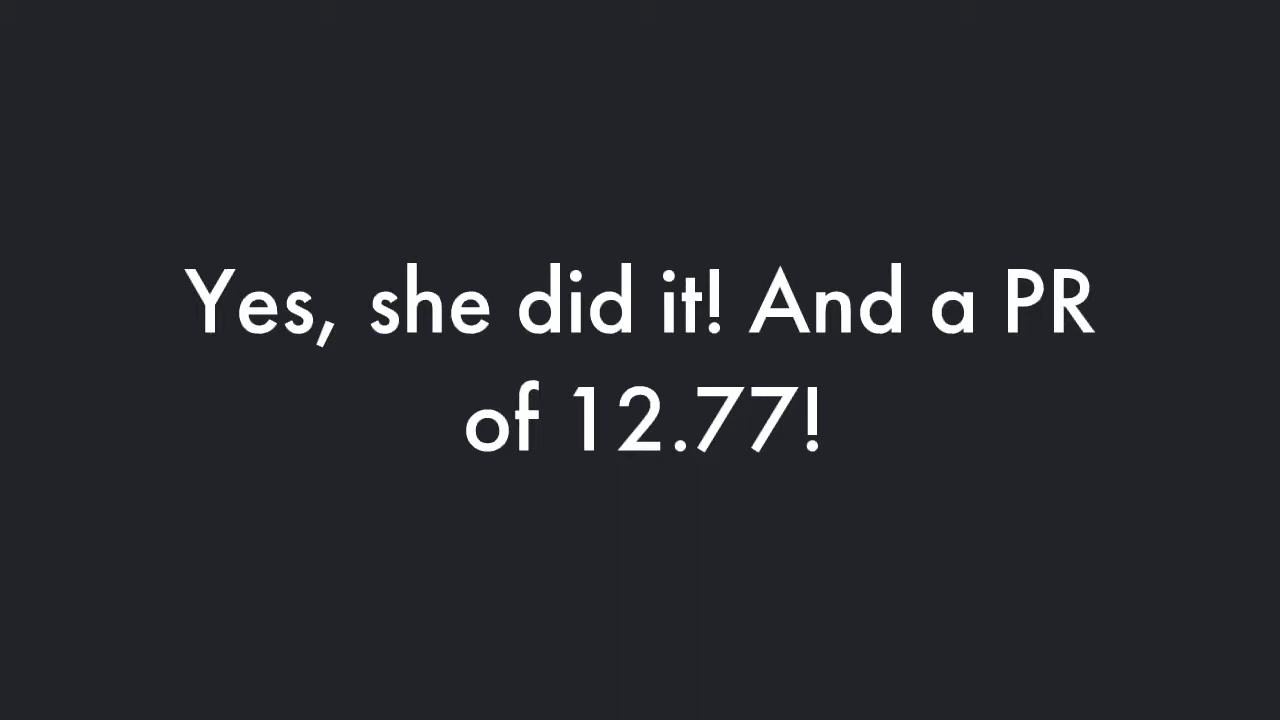 Yes, she did it! And a PR
of 12.77!